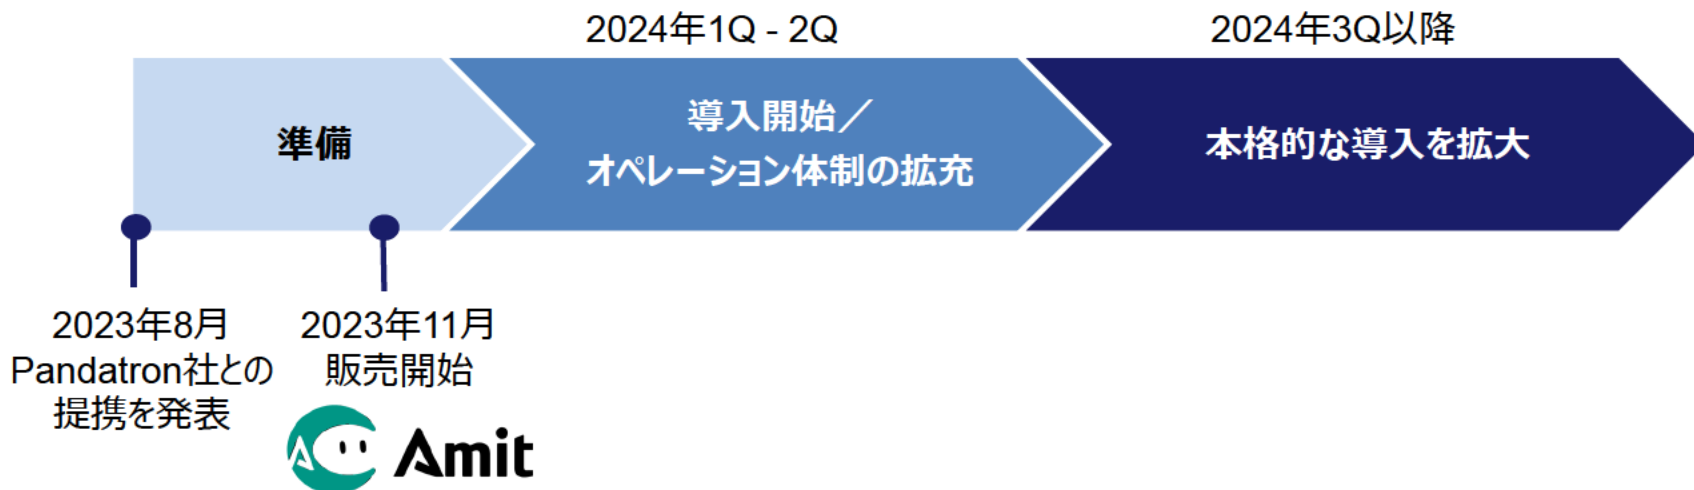 2024年1Q - 2Q
2024年3Q以降
準備
導入開始／
オペレーション体制の拡充
本格的な導入を拡大
2023年8月
Pandatron社との
提携を発表
2023年11月
販売開始
Amit